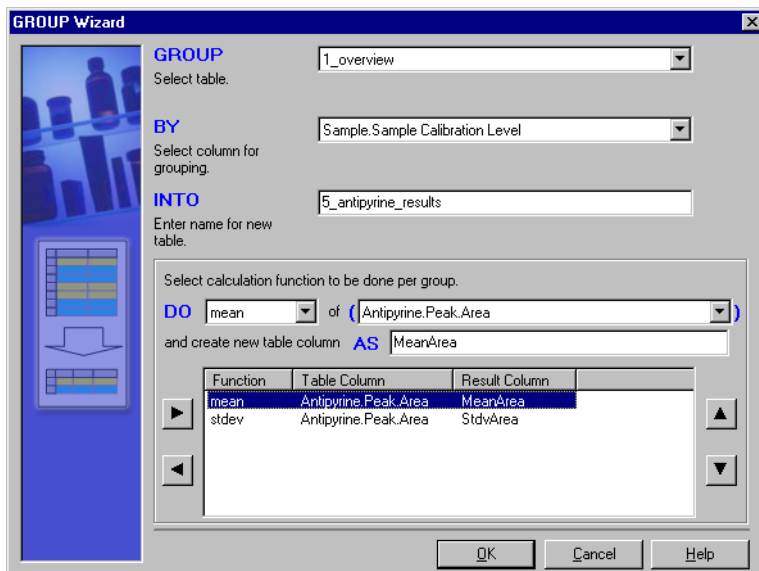 GROUP Wizard
GROUP
Select table.
1_overview
BY
Select column for
grouping.
Sample.Sample Calibration Level
INTO
Enter name for new
table.
5_antipyrine_results
Select calculation function to be done per group.
DO mean of ( Antipyrine.Peak.Area )
and create new table column AS MeanArea
Function Table Column Result Column
mean Antipyrine.Peak.Area MeanArea
stdev Antipyrine.Peak.Area StdvArea
OK Cancel Help